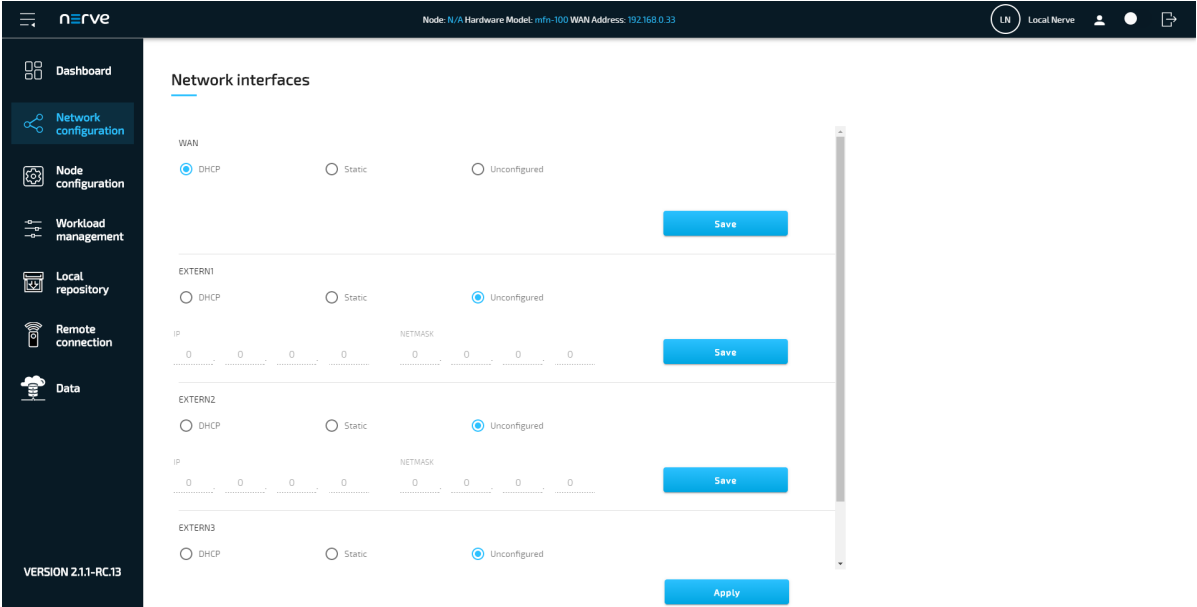 nerve
Node: N/A Hardware Model: mfn-100 WAN Address: 192.168.0.33
LN
Local Nerve
Dashboard
Network
configuration
Node
configuration
Workload
management
Local
repository
Remote
connection
Data
VERSION 2.1.1-RC.13
Network interfaces
WAN
DHCP Static Unconfigured
Save
EXTERN1
DHCP Static Unconfigured
IP NETMASK
0 . 0 . 0 . 0 0 . 0 . 0 . 0 Save
EXTERN2
DHCP Static Unconfigured
IP NETMASK
0 . 0 . 0 . 0 0 . 0 . 0 . 0 Save
EXTERN3
DHCP Static Unconfigured
Apply